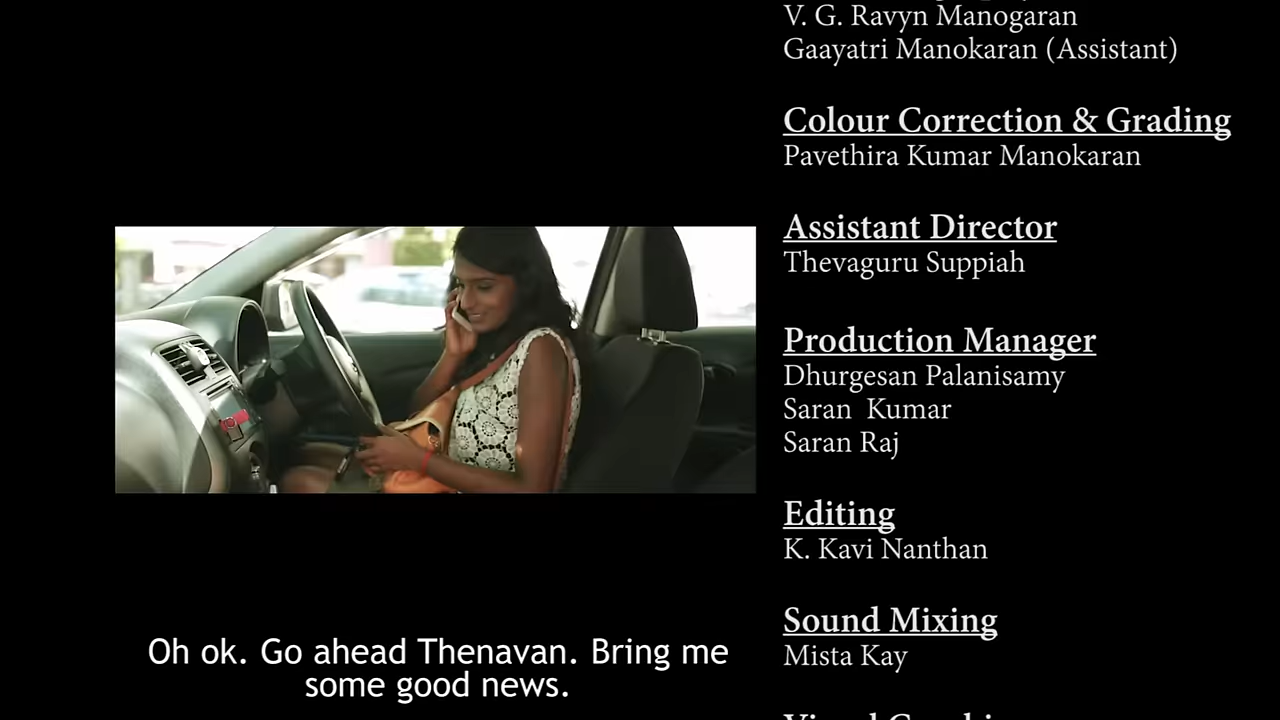 V. G. Ravyn Manogaran
Gaayatri Manokaran (Assistant)
Colour Correction & Grading
Pavethira Kumar Manokaran
Assistant Director
Thevaguru Suppiah
Production Manager
Dhurgesan Palanisamy
Saran  Kumar
Saran Raj
Editing
K. Kavi Nanthan
Sound Mixing
Mista Kay
Oh ok. Go ahead Thenavan. Bring me
some good news.